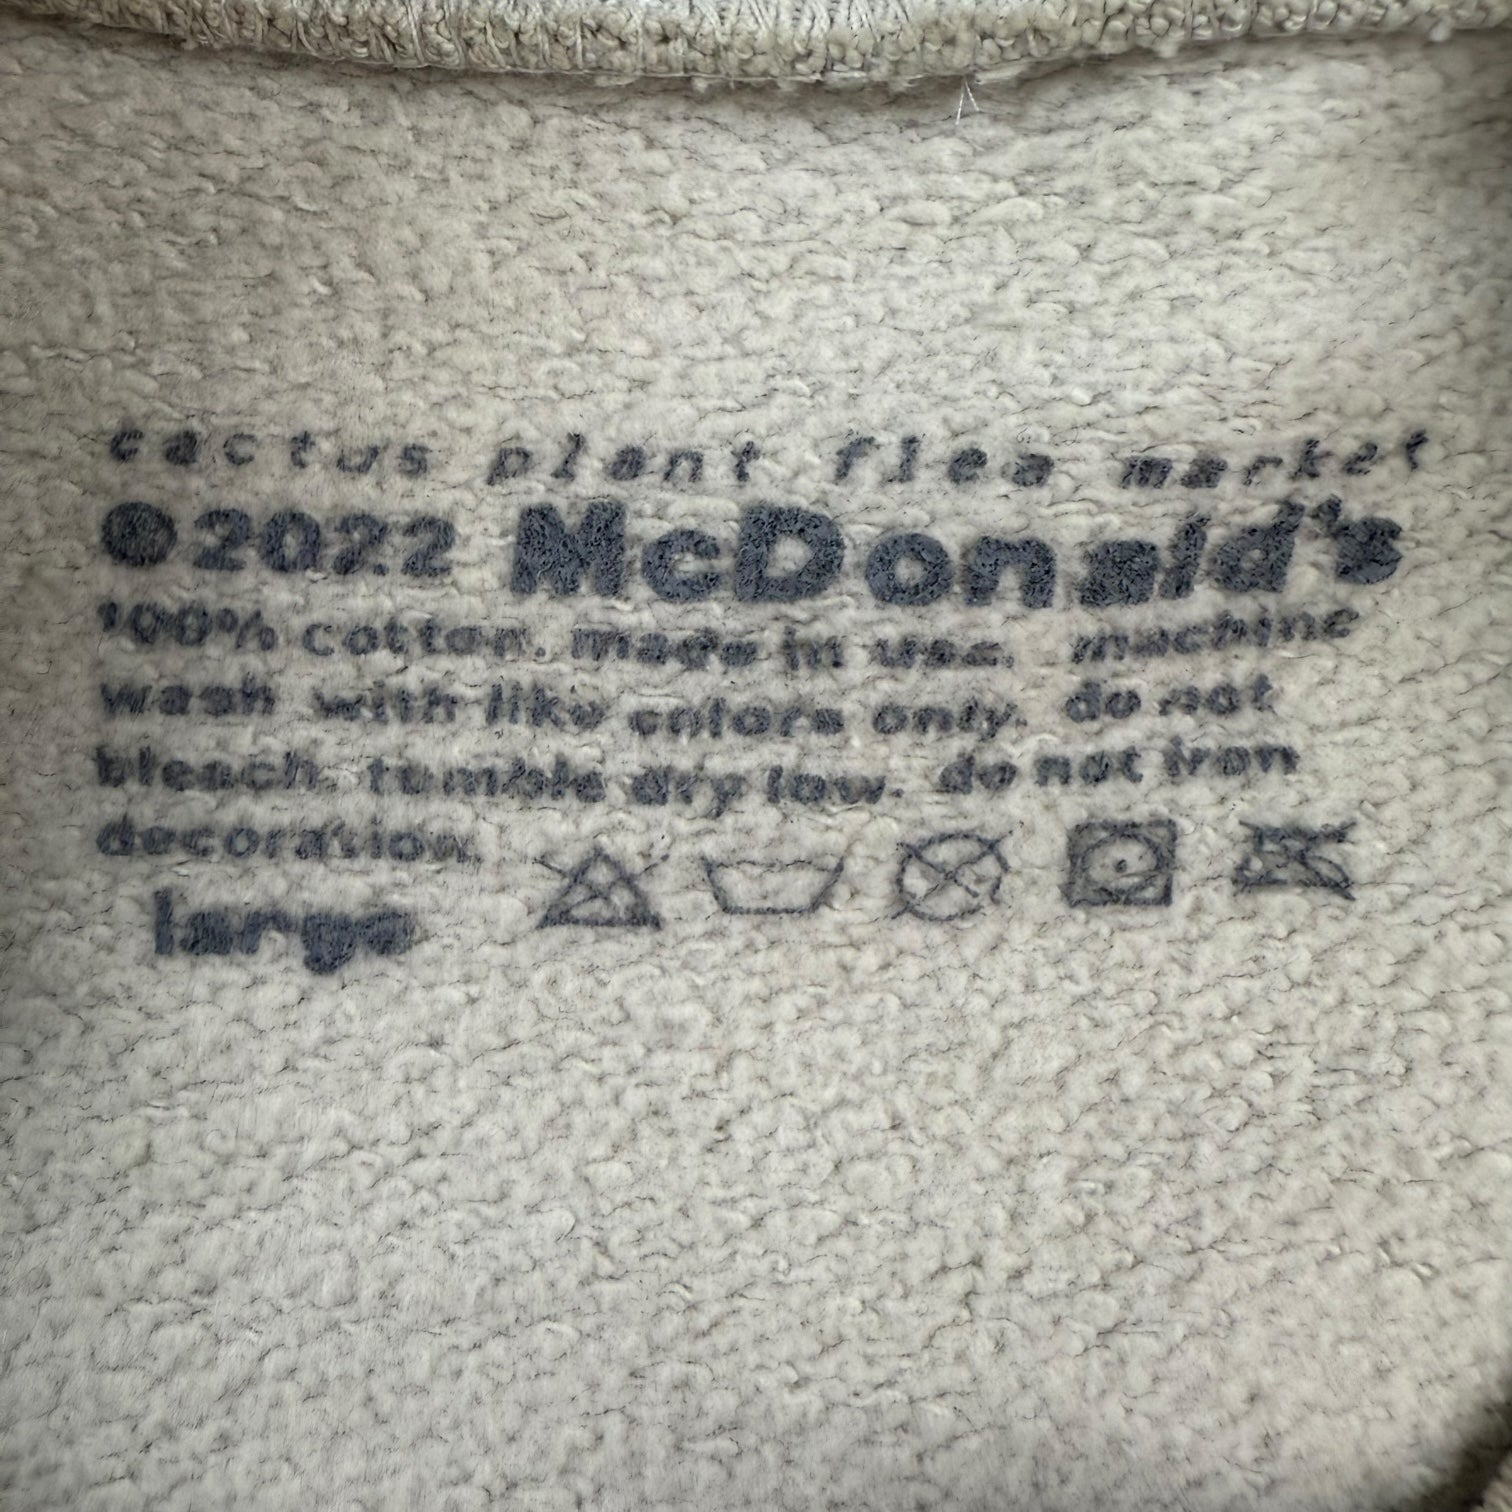 cactus plant flea market
©2022 McDonald's
100% cotton. made in usa. machine
wash with like colors only. do not
bleach. tumble dry low. do not iron
decoration.
large